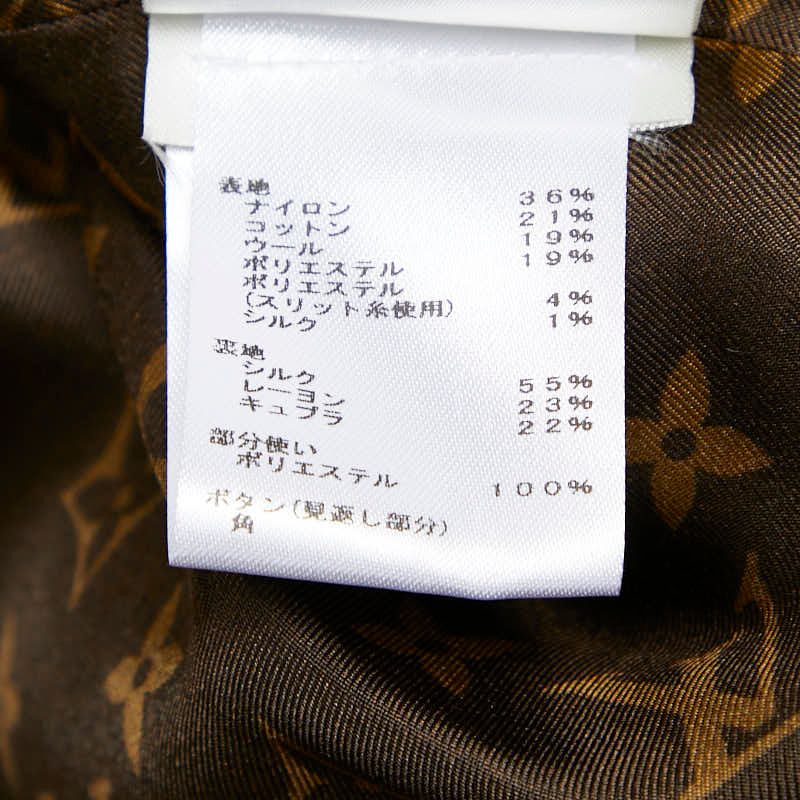 表地
ナイロン 36%
コットン 21%
ウール 19%
ポリエステル 19%
ポリエステル
(スリット糸使用) 4%
シルク 1%
裏地
シルク 55%
レーヨン 23%
キュプラ 22%
部分使い
ポリエステル 100%
ボタン(見返し部分)
角